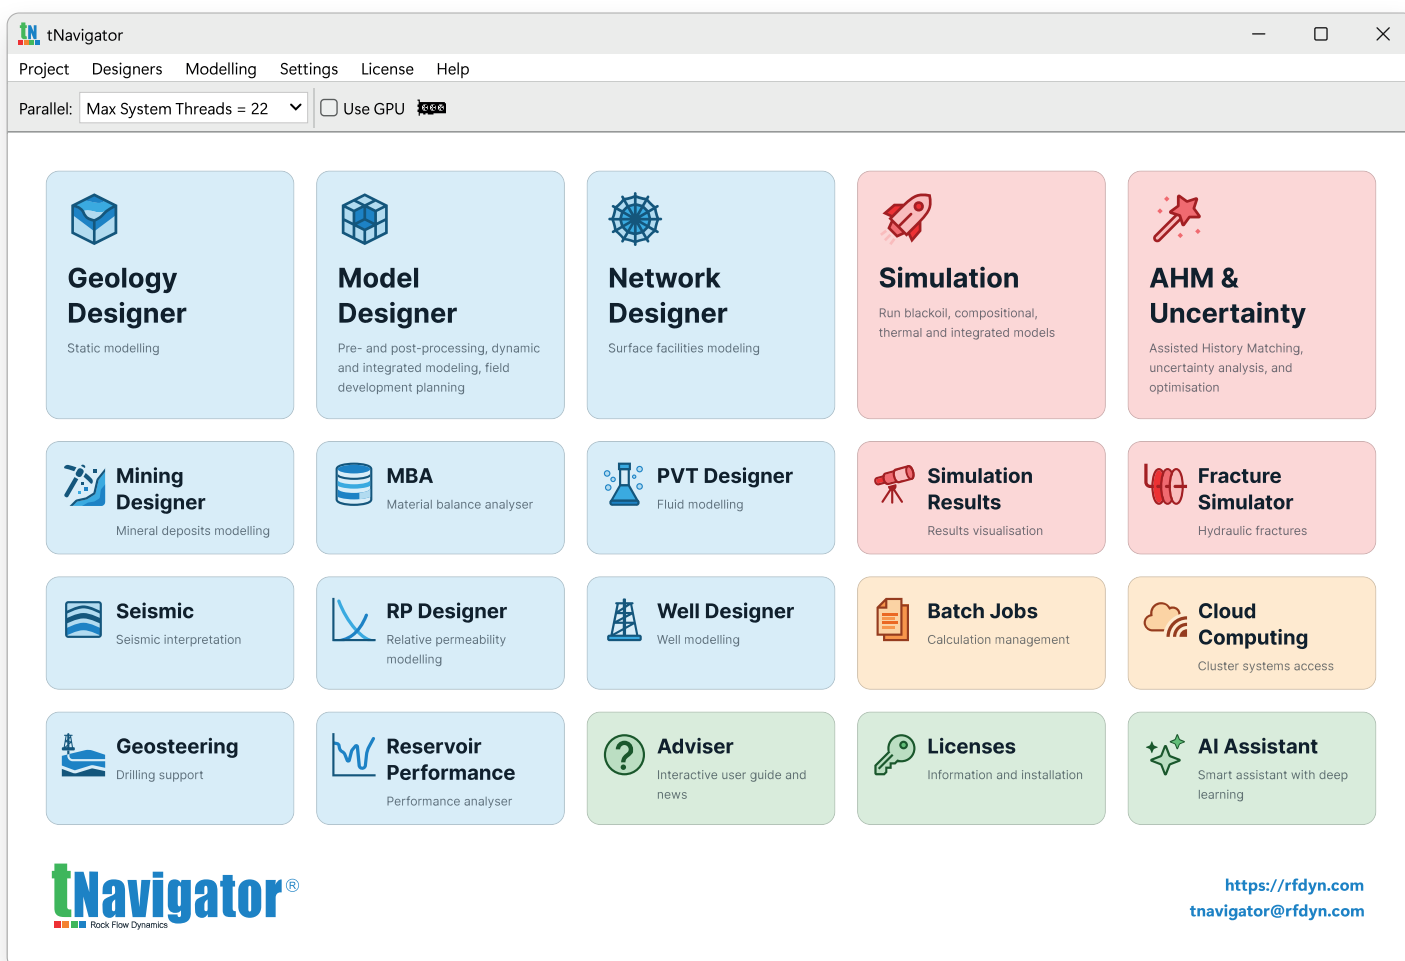 tN
tNavigator
Project Designers Modelling Settings License Help
Parallel: Max System Threads = 22 Use GPU
Geology
Designer
Static modelling
Model
Designer
Pre- and post-processing, dynamic
and integrated modeling, field
development planning
Network
Designer
Surface facilities modeling
Simulation
Run blackoil, compositional,
thermal and integrated models
AHM &
Uncertainty
Assisted History Matching,
uncertainty analysis, and
optimisation
Mining
Designer
Mineral deposits modelling
MBA
Material balance analyser
PVT Designer
Fluid modelling
Simulation
Results
Results visualisation
Fracture
Simulator
Hydraulic fractures
Seismic
Seismic interpretation
RP Designer
Relative permeability
modelling
Well Designer
Well modelling
Batch Jobs
Calculation management
Cloud
Computing
Cluster systems access
Geosteering
Drilling support
Reservoir
Performance
Performance analyser
Adviser
Interactive user guide and
news
Licenses
Information and installation
AI Assistant
Smart assistant with deep
learning
tNavigator®
Rock Flow Dynamics
https://rfdyn.com
tnavigator@rfdyn.com